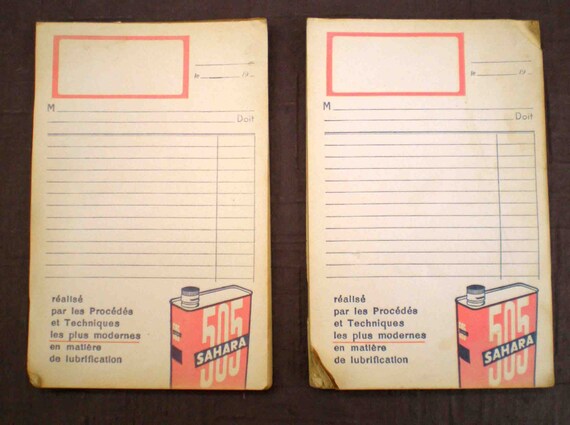 le 19
M
Doit
réalisé
par les Procédés
et Techniques
les plus modernes
en matière
de lubrification
505
SAHARA
le 19
M
Doit
réalisé
par les Procédés
et Techniques
les plus modernes
en matière
de lubrification
505
SAHARA